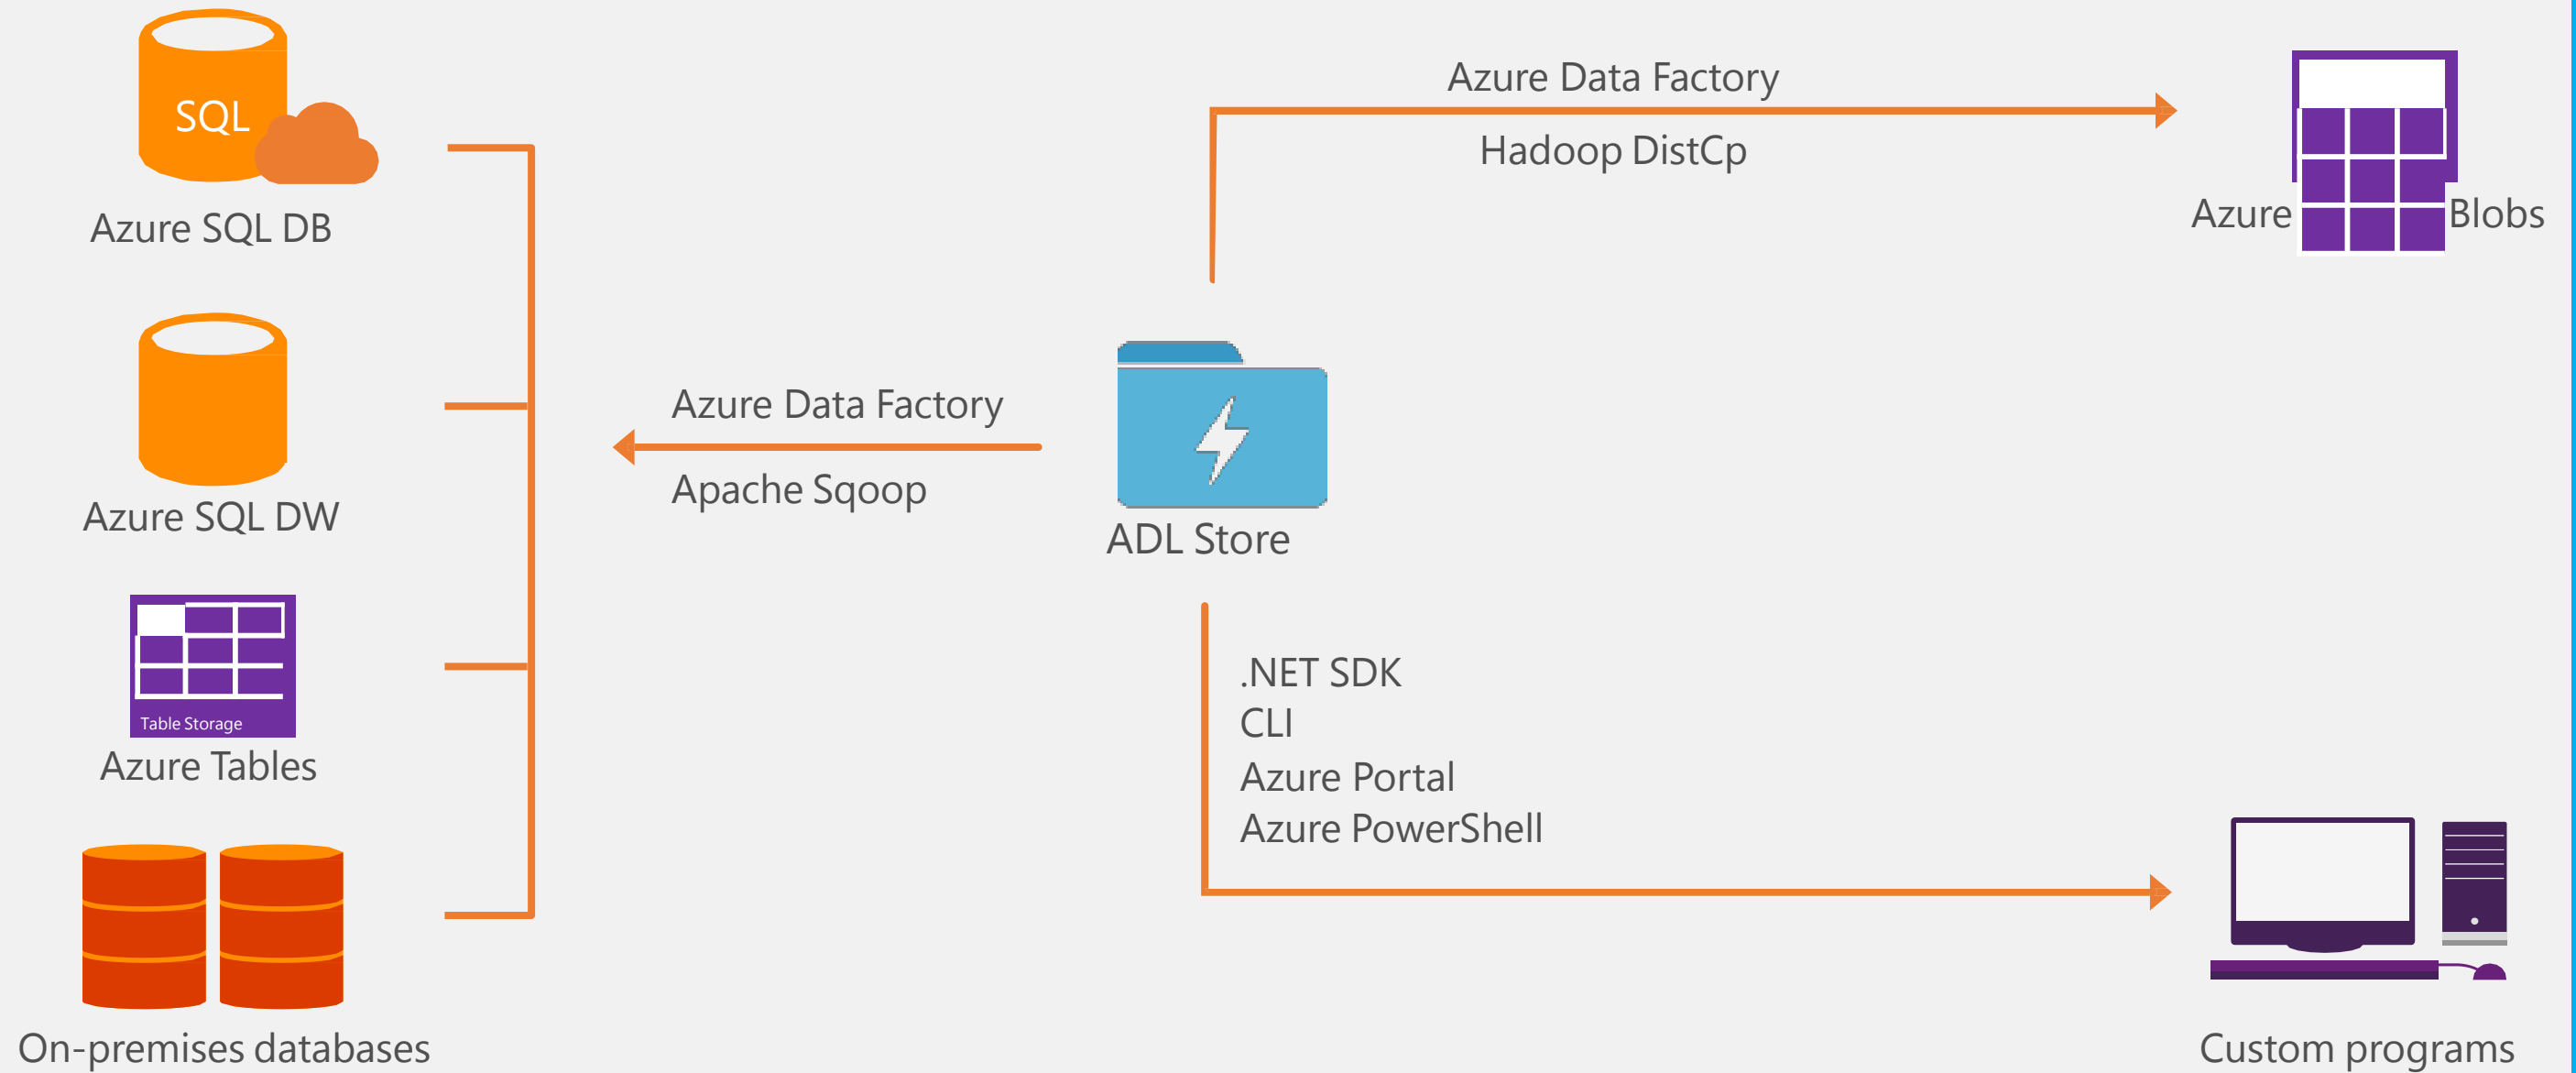 SQL
Azure SQL DB
Azure SQL DW
Table Storage
Azure Tables
On-premises databases
Azure Data Factory
Apache Sqoop
ADL Store
Azure Data Factory
Hadoop DistCp
Azure Blobs
.NET SDK
CLI
Azure Portal
Azure PowerShell
Custom programs